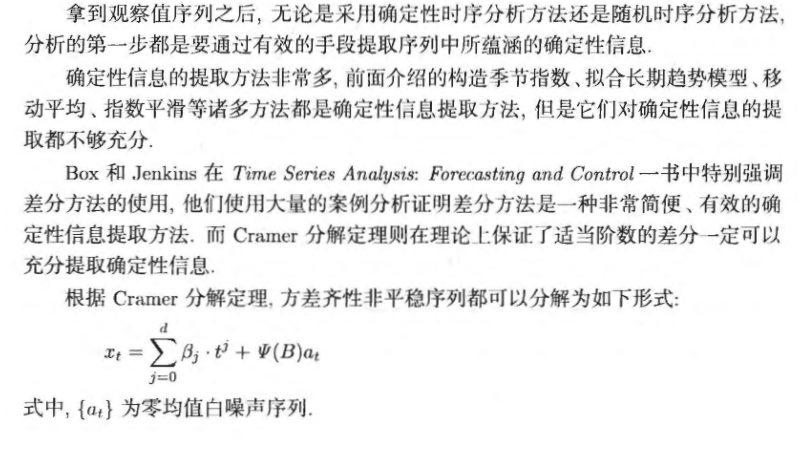 拿到观察值序列之后, 无论是采用确定性时序分析方法还是随机时序分析方法,
分析的第一步都是要通过有效的手段提取序列中所蕴涵的确定性信息.
确定性信息的提取方法非常多, 前面介绍的构造季节指数、拟合长期趋势模型、移
动平均、指数平滑等诸多方法都是确定性信息提取方法, 但是它们对确定性信息的提
取都不够充分.
Box 和 Jenkins 在 Time Series Analysis: Forecasting and Control 一书中特别强调
差分方法的使用, 他们使用大量的案例分析证明差分方法是一种非常简便、有效的确
定性信息提取方法. 而 Cramer 分解定理则在理论上保证了适当阶数的差分一定可以
充分提取确定性信息.
根据 Cramer 分解定理, 方差齐性非平稳序列都可以分解为如下形式:
x_t = \sum_{j=0}^{d} β_j · t^j + Ψ(B)a_t
式中, {a_t} 为零均值白噪声序列.